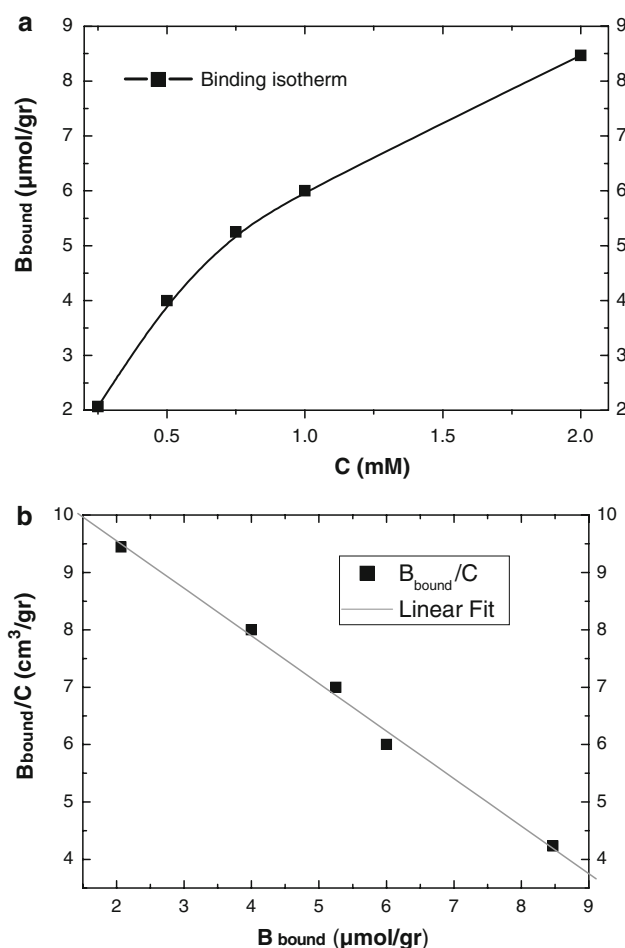 a
9
8
7
6
5
4
3
2
9
8
7
6
5
4
3
2
Binding isotherm
Bbound (µmol/gr)
0.5 1.0 1.5 2.0
C (mM)
b
10
9
8
7
6
5
4
10
9
8
7
6
5
4
Bbound/C
Linear Fit
Bbound/C (cm³/gr)
2 3 4 5 6 7 8 9
B bound (µmol/gr)